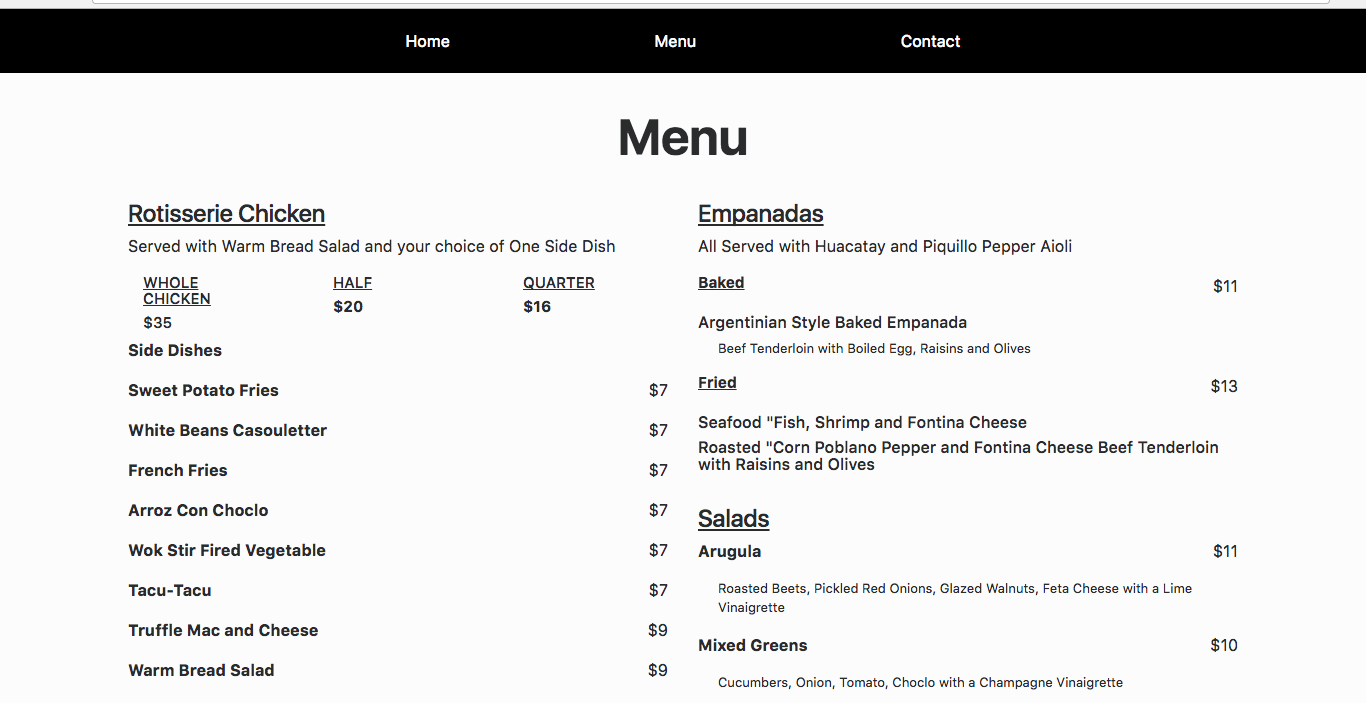 Home Menu Contact
Menu
Rotisserie Chicken
Served with Warm Bread Salad and your choice of One Side Dish
WHOLE
CHICKEN
$35
HALF
$20
QUARTER
$16
Side Dishes
Sweet Potato Fries $7
White Beans Casouletter $7
French Fries $7
Arroz Con Choclo $7
Wok Stir Fired Vegetable $7
Tacu-Tacu $7
Truffle Mac and Cheese $9
Warm Bread Salad $9
Empanadas
All Served with Huacatay and Piquillo Pepper Aioli
Baked $11
Argentinian Style Baked Empanada
Beef Tenderloin with Boiled Egg, Raisins and Olives
Fried $13
Seafood "Fish, Shrimp and Fontina Cheese
Roasted "Corn Poblano Pepper and Fontina Cheese Beef Tenderloin
with Raisins and Olives
Salads
Arugula $11
Roasted Beets, Pickled Red Onions, Glazed Walnuts, Feta Cheese with a Lime
Vinaigrette
Mixed Greens $10
Cucumbers, Onion, Tomato, Choclo with a Champagne Vinaigrette